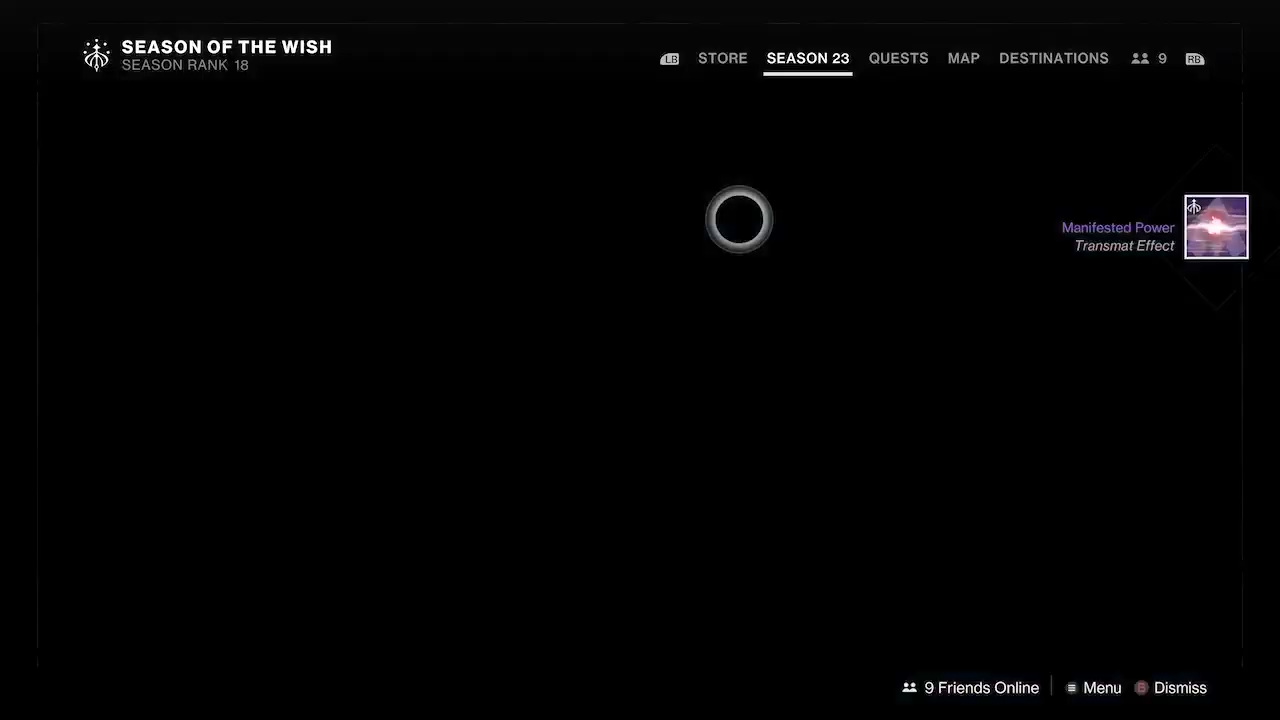 SEASON OF THE WISH
SEASON RANK 18
LB STORE SEASON 23 QUESTS MAP DESTINATIONS 9 RB
Manifested Power
Transmat Effect
9 Friends Online Menu B Dismiss